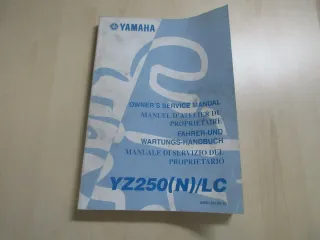 YAMAHA
OWNER'S SERVICE MANUAL
MANUEL D'ATELIER DU
PROPRIETAIRE
FAHRER-UND
WARTUNGS-HANDBUCH
MANUALE DI SERVIZIO DEL
PROPRIETARIO
YZ250(N)/LC